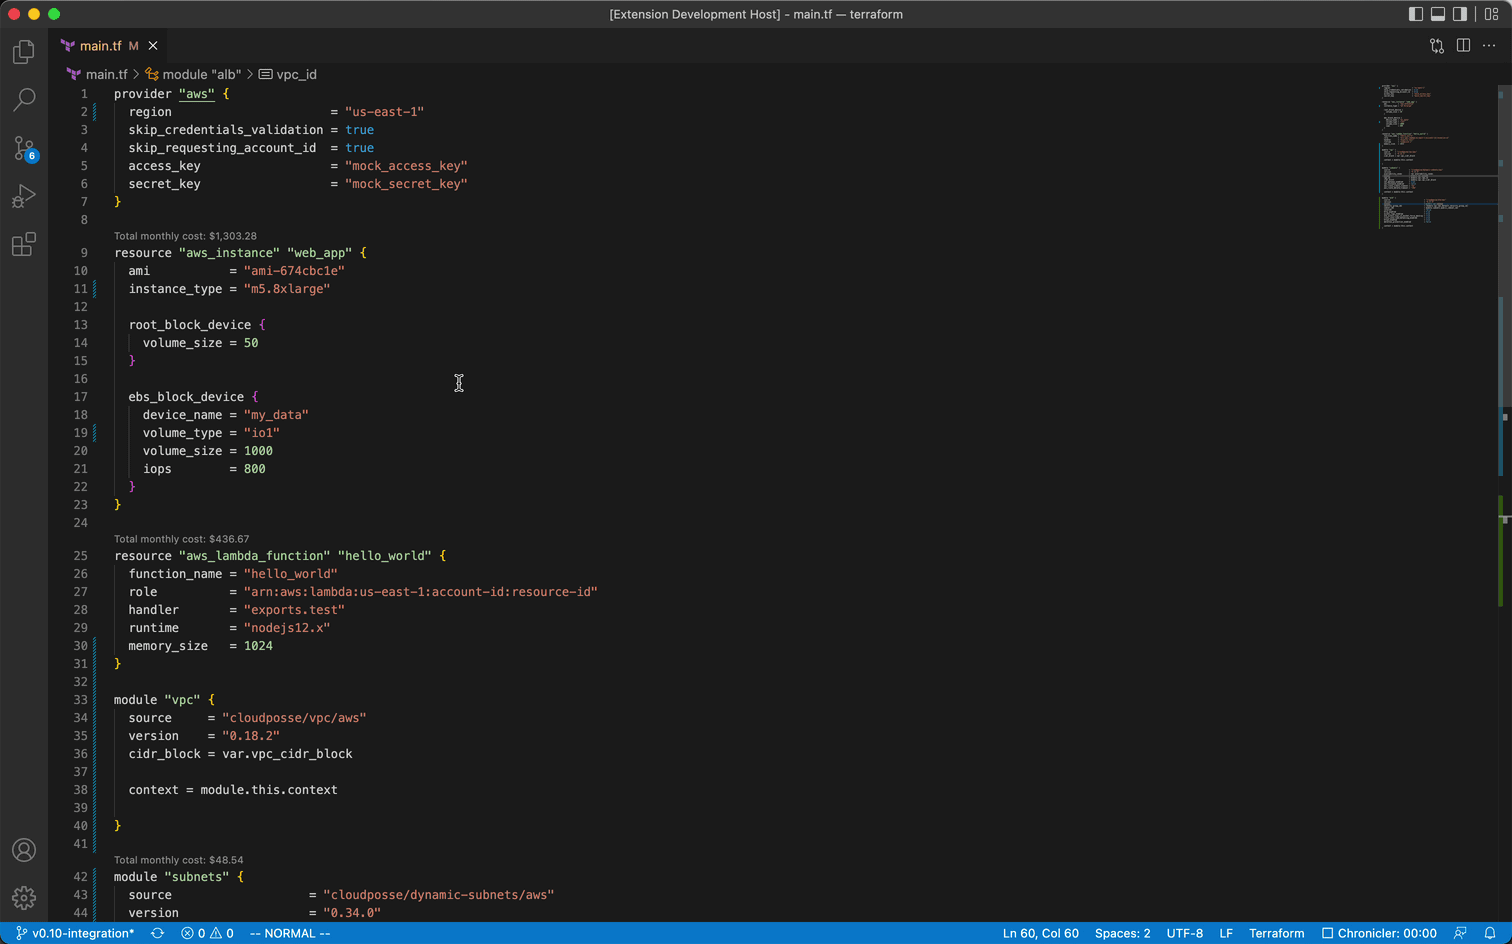 [Extension Development Host] - main.tf — terraform
main.tf M
main.tf > module "alb" > vpc_id
1 provider "aws" {
2 region = "us-east-1"
3 skip_credentials_validation = true
4 skip_requesting_account_id = true
5 access_key = "mock_access_key"
6 secret_key = "mock_secret_key"
7 }
8
Total monthly cost: $1,303.28
9 resource "aws_instance" "web_app" {
10 ami = "ami-674cbc1e"
11 instance_type = "m5.8xlarge"
12
13 root_block_device {
14 volume_size = 50
15 }
16
17 ebs_block_device {
18 device_name = "my_data"
19 volume_type = "io1"
20 volume_size = 1000
21 iops = 800
22 }
23 }
24
Total monthly cost: $436.67
25 resource "aws_lambda_function" "hello_world" {
26 function_name = "hello_world"
27 role = "arn:aws:lambda:us-east-1:account-id:resource-id"
28 handler = "exports.test"
29 runtime = "nodejs12.x"
30 memory_size = 1024
31 }
32
33 module "vpc" {
34 source = "cloudposse/vpc/aws"
35 version = "0.18.2"
36 cidr_block = var.vpc_cidr_block
37
38 context = module.this.context
39
40 }
41
Total monthly cost: $48.54
42 module "subnets" {
43 source = "cloudposse/dynamic-subnets/aws"
44 version = "0.34.0"
6
v0.10-integration* 0 0 -- NORMAL -- Ln 60, Col 60 Spaces: 2 UTF-8 LF Terraform Chronicler: 00:00